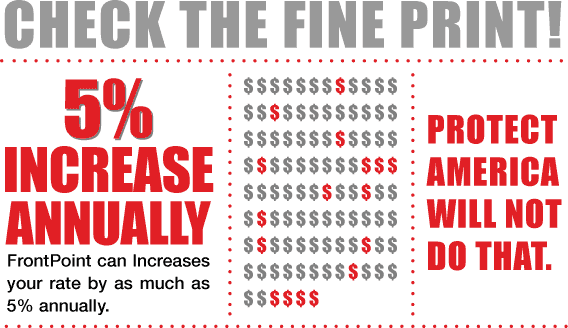 CHECK THE FINE PRINT!
5%
INCREASE
ANNUALLY
FrontPoint can Increases
your rate by as much as
5% annually.
$$$$$$$$$$$$
$$$$$$$$$$$$
$$$$$$$$$$$$
$$$$$$$$$$$$
$$$$$$$$$$$$
$$$$$$$$$$$$
$$$$$$$$$$$$
$$$$$$$$$$$$
$$$$$$
PROTECT
AMERICA
WILL NOT
DO THAT.